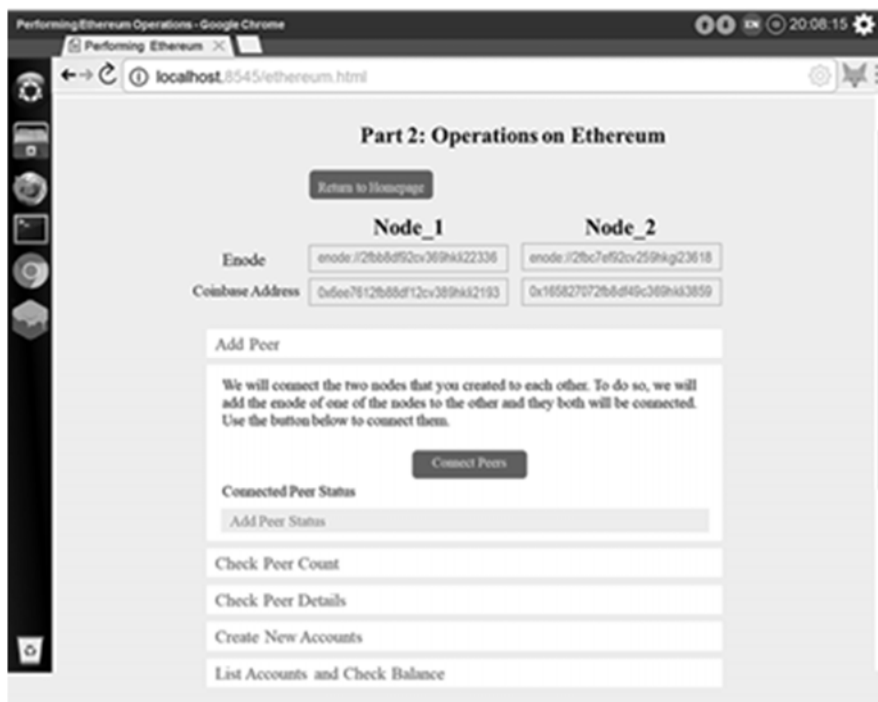 Performing Ethereum Operations - Google Chrome
EN 20:08:15
Performing Ethereum
localhost.8545/ethereum.html
Part 2: Operations on Ethereum
Return to Homepage
Node_1 Node_2
Enode enode://2fbb8df92cv369hkli22336 enode://2fbc7ef92cv259hkgi23618
Coinbase Address 0x6ee7612fb88df12cv389hkli2193 0x165827072fb8df49c369hkli3859
Add Peer
We will connect the two nodes that you created to each other. To do so, we will
add the enode of one of the nodes to the other and they both will be connected.
Use the button below to connect them.
Connect Peers
Connected Peer Status
Add Peer Status
Check Peer Count
Check Peer Details
Create New Accounts
List Accounts and Check Balance